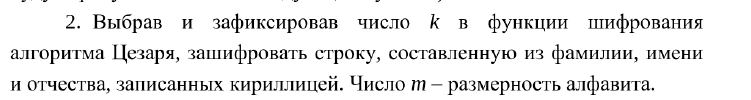 2. Выбрав и зафиксировав число k в функции шифрования
алгоритма Цезаря, зашифровать строку, составленную из фамилии, имени
и отчества, записанных кириллицей. Число m – размерность алфавита.